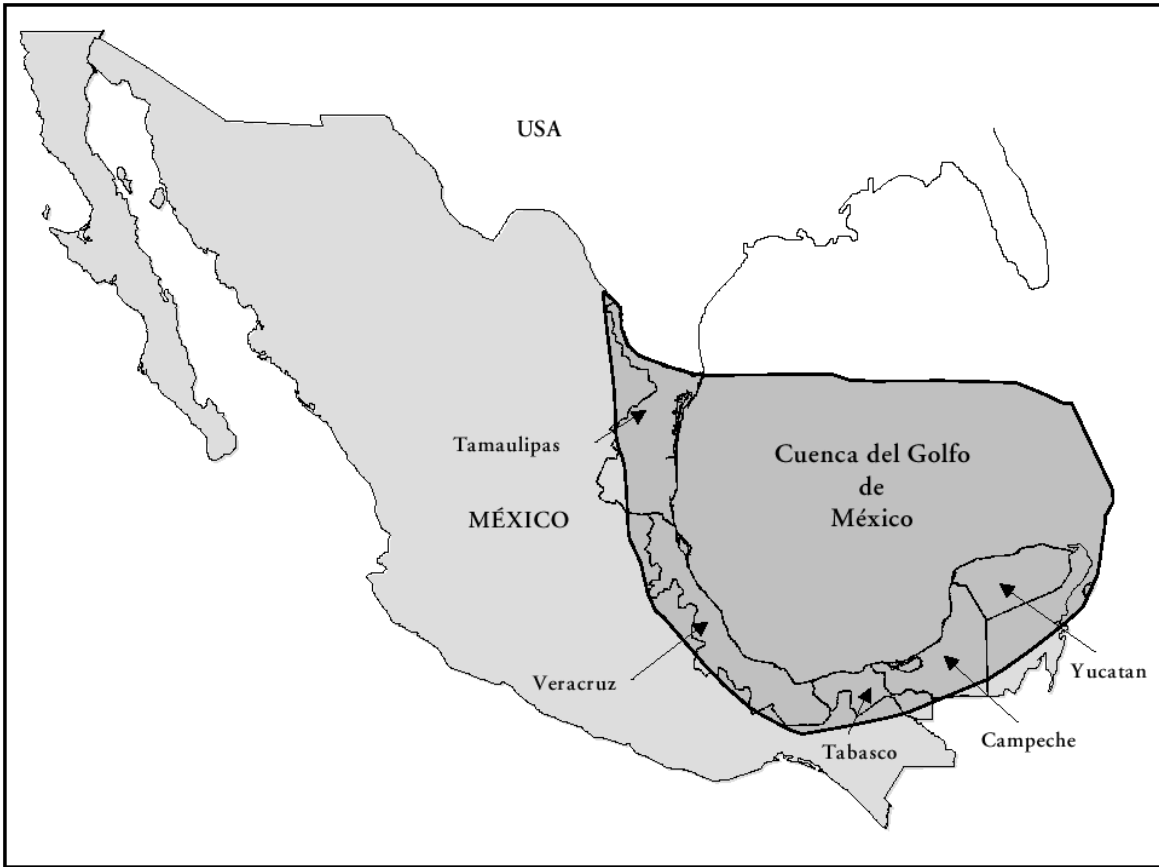 USA
Tamaulipas
Cuenca del Golfo
de
México
MÉXICO
Veracruz
Yucatan
Campeche
Tabasco